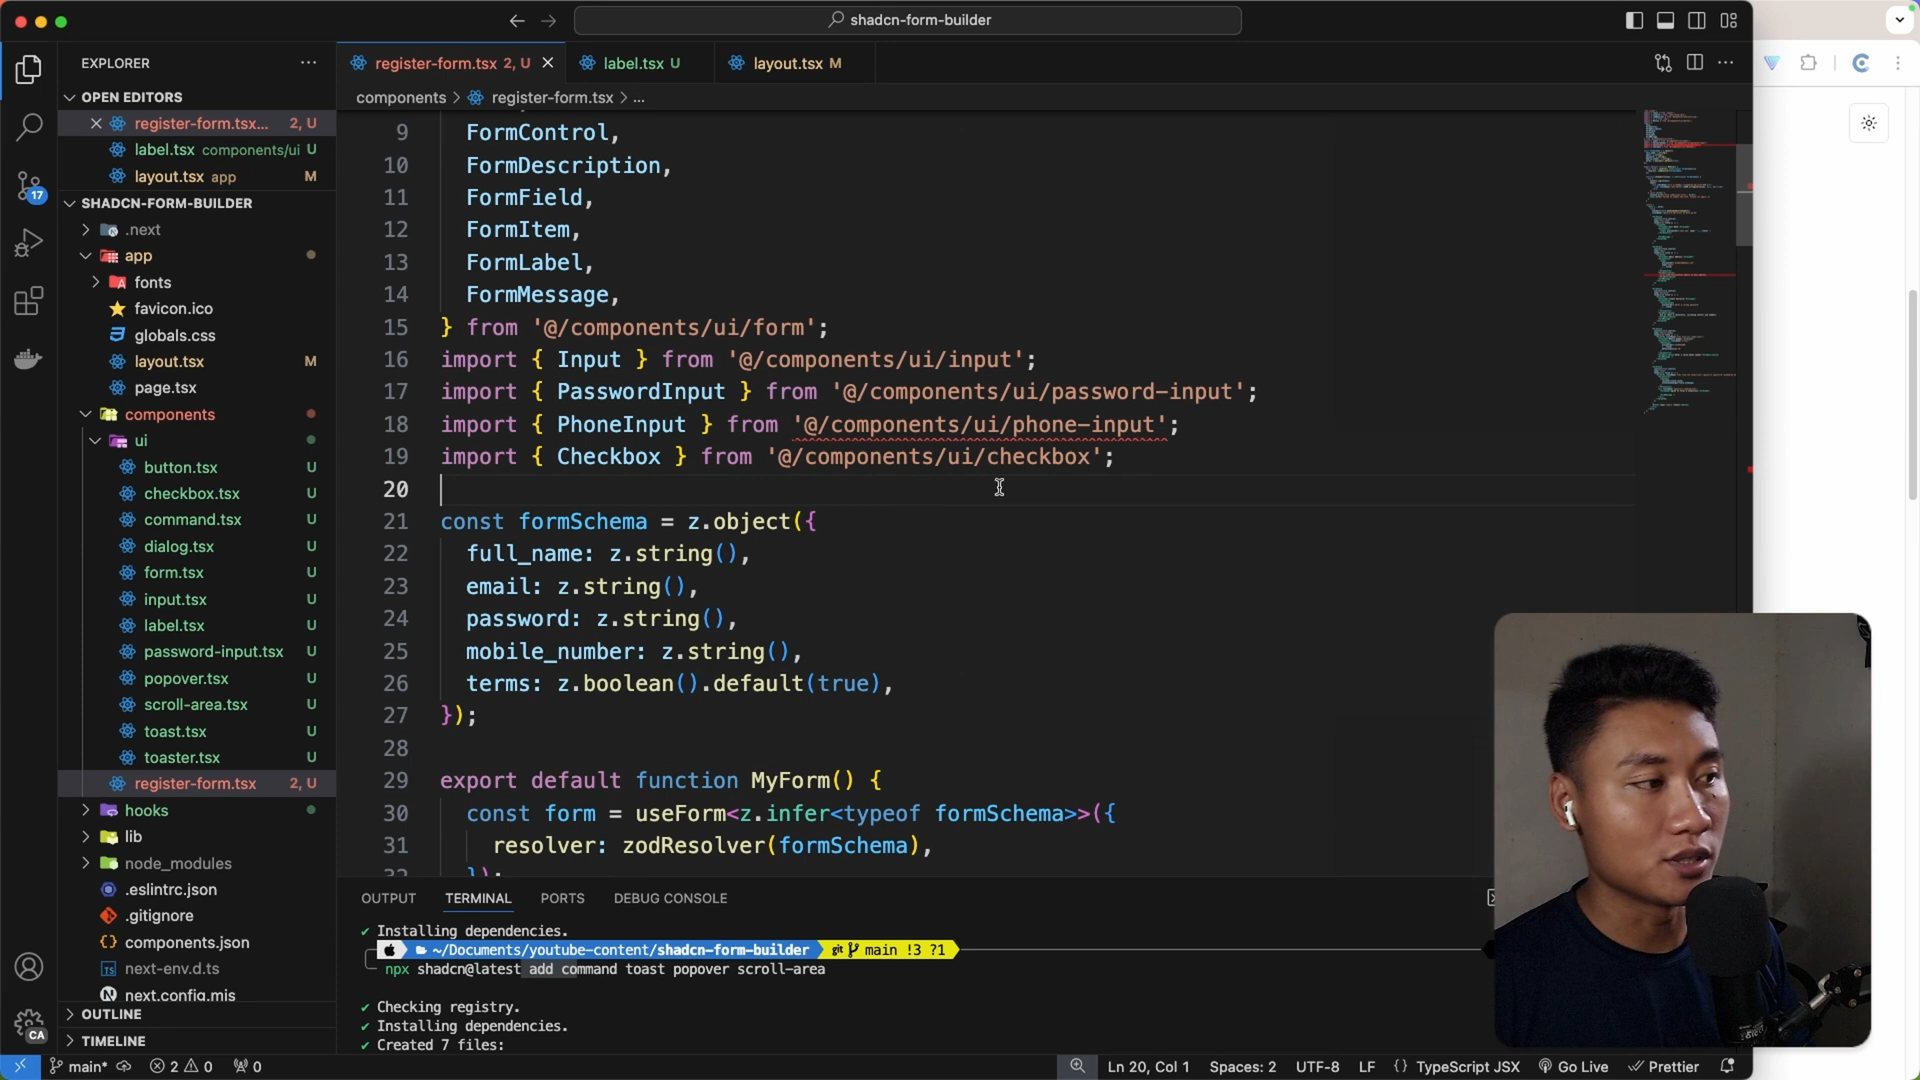 shadcn-form-builder
EXPLORER
OPEN EDITORS
register-form.tsx... 2, U
label.tsx components/ui U
layout.tsx app M
SHADCN-FORM-BUILDER
.next
app
fonts
favicon.ico
globals.css
layout.tsx M
page.tsx
components
ui
button.tsx U
checkbox.tsx U
command.tsx U
dialog.tsx U
form.tsx U
input.tsx U
label.tsx U
password-input.tsx U
popover.tsx U
scroll-area.tsx U
toast.tsx U
toaster.tsx U
register-form.tsx 2, U
hooks
lib
node_modules
.eslintrc.json
.gitignore
components.json
next-env.d.ts
next.config.mjs
OUTLINE
TIMELINE
17
CA
register-form.tsx 2, U
label.tsx U
layout.tsx M
components > register-form.tsx > ...
9 FormControl,
10 FormDescription,
11 FormField,
12 FormItem,
13 FormLabel,
14 FormMessage,
15 } from '@/components/ui/form';
16 import { Input } from '@/components/ui/input';
17 import { PasswordInput } from '@/components/ui/password-input';
18 import { PhoneInput } from '@/components/ui/phone-input';
19 import { Checkbox } from '@/components/ui/checkbox';
20
21 const formSchema = z.object({
22 full_name: z.string(),
23 email: z.string(),
24 password: z.string(),
25 mobile_number: z.string(),
26 terms: z.boolean().default(true),
27 });
28
29 export default function MyForm() {
30 const form = useForm<z.infer<typeof formSchema>>({
31 resolver: zodResolver(formSchema),
32 });
OUTPUT TERMINAL PORTS DEBUG CONSOLE
✔ Installing dependencies.
~/Documents/youtube-content/shadcn-form-builder git main !3 ?1
npx shadcn@latest add command toast popover scroll-area
✔ Checking registry.
✔ Installing dependencies.
✔ Created 7 files:
main* 2 0 0
Ln 20, Col 1 Spaces: 2 UTF-8 LF {} TypeScript JSX Go Live Prettier